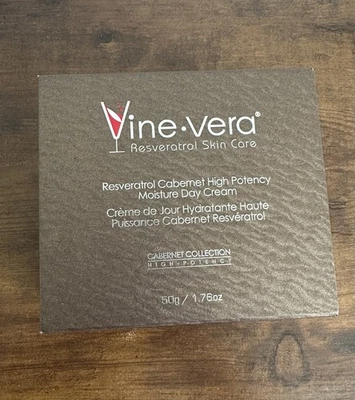 Vine·vera®
Resveratrol Skin Care
Resveratrol Cabernet High Potency
Moisture Day Cream
Crème de Jour Hydratante Haute
Puissance Cabernet Resvératrol
CABERNET COLLECTION
HIGH-POTENCY
50g / 1.76oz